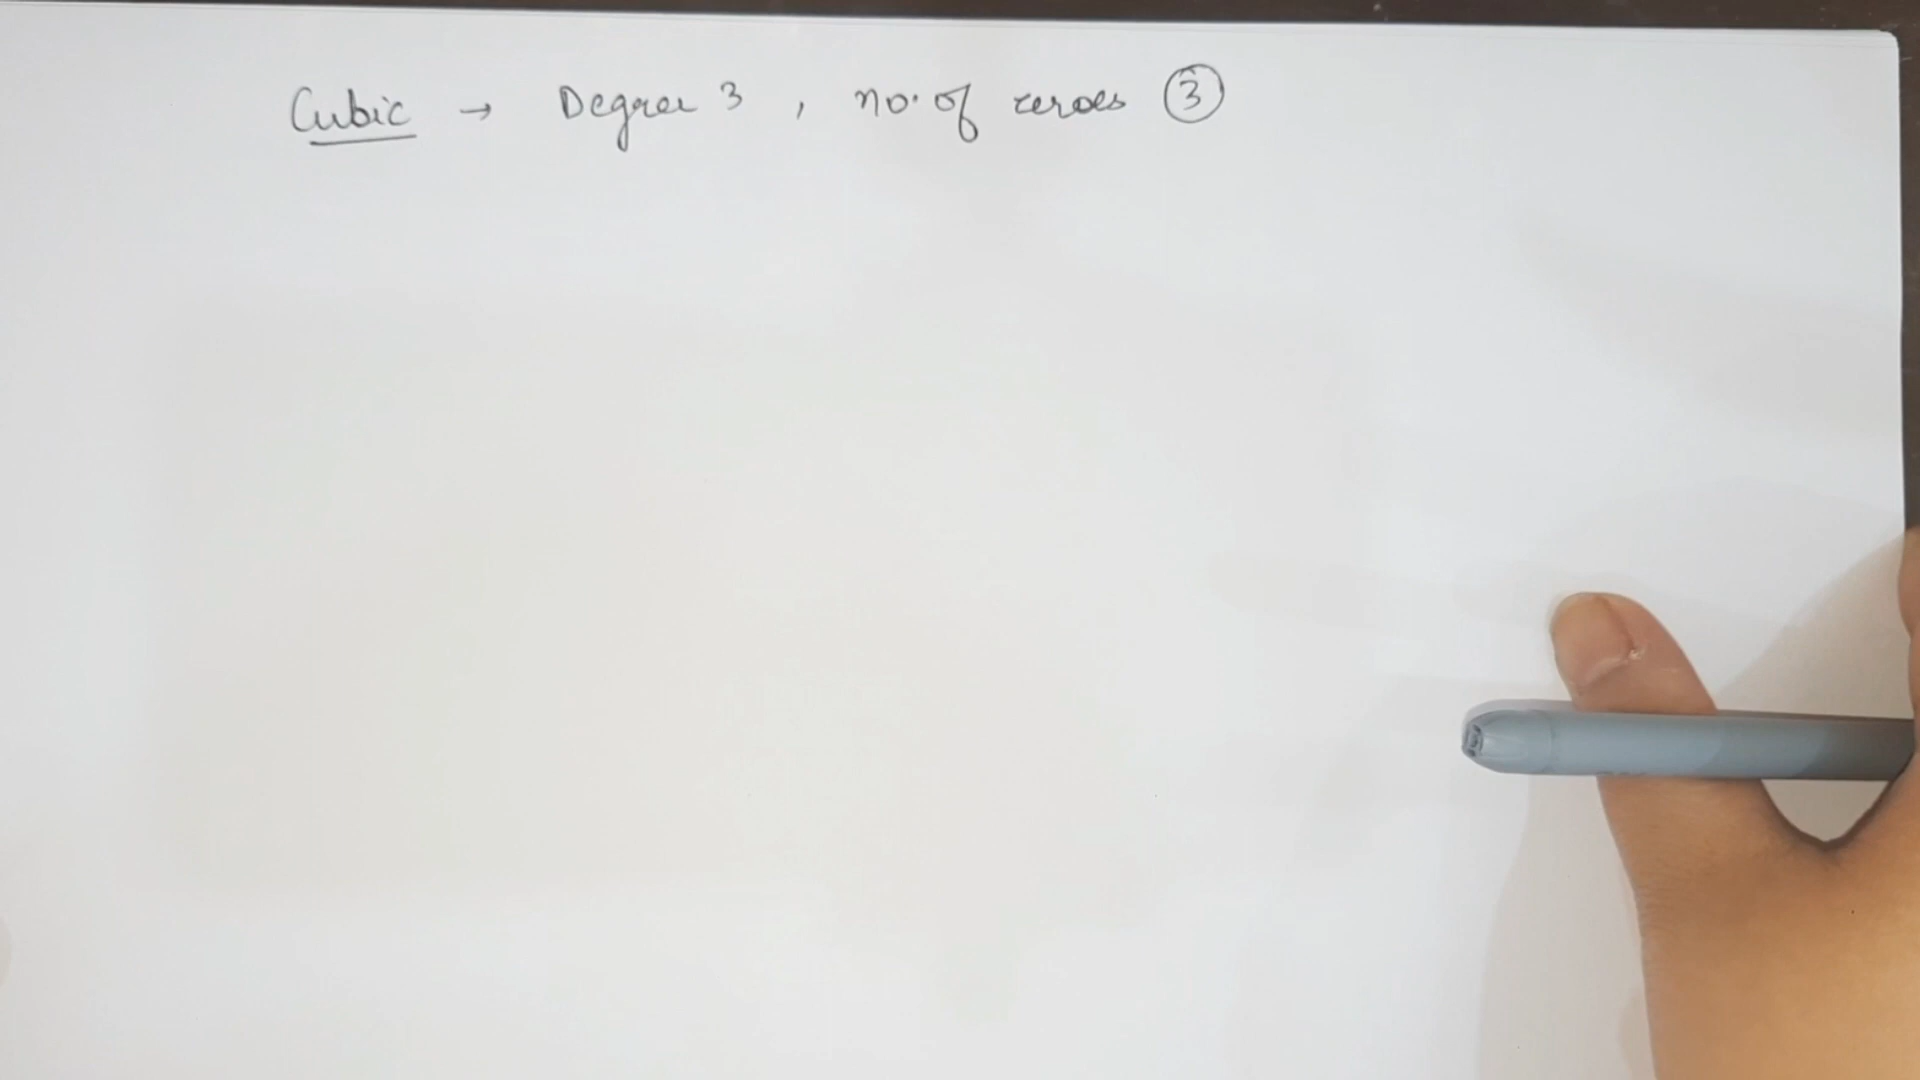 Cubic → Degree 3 , no. of zeroes 3